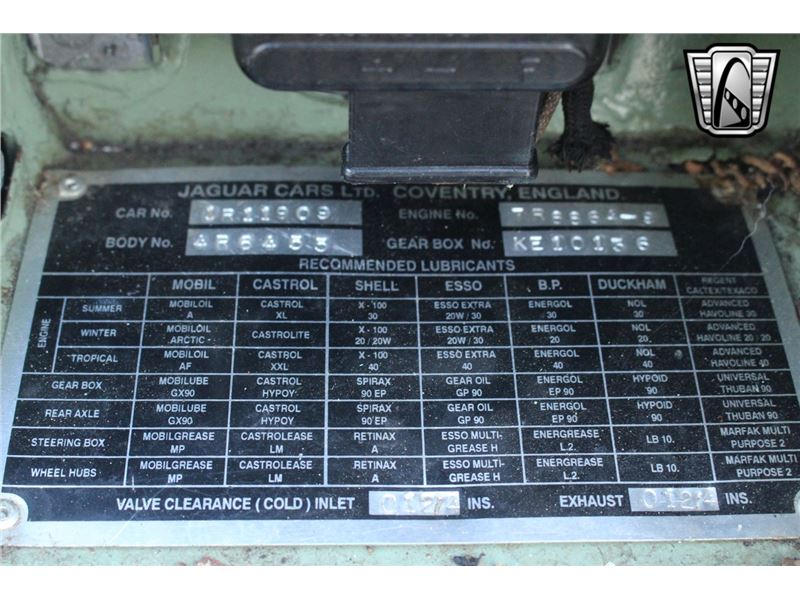 JAGUAR CARS LTD. COVENTRY, ENGLAND.
CAR No. 1R11909 ENGINE No.
BODY No. 4R6453 GEAR BOX No. KE10136
RECOMMENDED LUBRICANTS
MOBIL CASTROL SHELL ESSO B.P. DUCKHAM REGENT CALTEX/TEXACO
ENGINE
SUMMER MOBILOIL A CASTROL XL X - 100 30 ESSO EXTRA 20W / 30 ENERGOL 30 NOL 30 ADVANCED HAVOLINE 30
WINTER MOBILOIL ARCTIC CASTROLITE X - 100 20 / 20W ESSO EXTRA 20W / 30 ENERGOL 20 NOL 20 ADVANCED HAVOLINE 20 / 20
TROPICAL MOBILOIL AF CASTROL XXL X - 100 40 ESSO EXTRA 40 ENERGOL 40 NOL 40 ADVANCED HAVOLINE 40
GEAR BOX MOBILUBE GX90 CASTROL HYPOY SPIRAX 90 EP GEAR OIL GP 90 ENERGOL EP 90 HYPOID 90 UNIVERSAL THUBAN 90
REAR AXLE MOBILUBE GX90 CASTROL HYPOY SPIRAX 90 EP GEAR OIL GP 90 ENERGOL EP 90 HYPOID 90 UNIVERSAL THUBAN 90
STEERING BOX MOBILGREASE MP CASTROLEASE LM RETINAX A ESSO MULTI-GREASE H ENERGREASE L.2. LB 10. MARFAK MULTI PURPOSE 2
WHEEL HUBS MOBILGREASE MP CASTROLEASE LM RETINAX A ESSO MULTI-GREASE H ENERGREASE L.2. LB 10. MARFAK MULTI PURPOSE 2
VALVE CLEARANCE ( COLD ) INLET INS. EXHAUST INS.